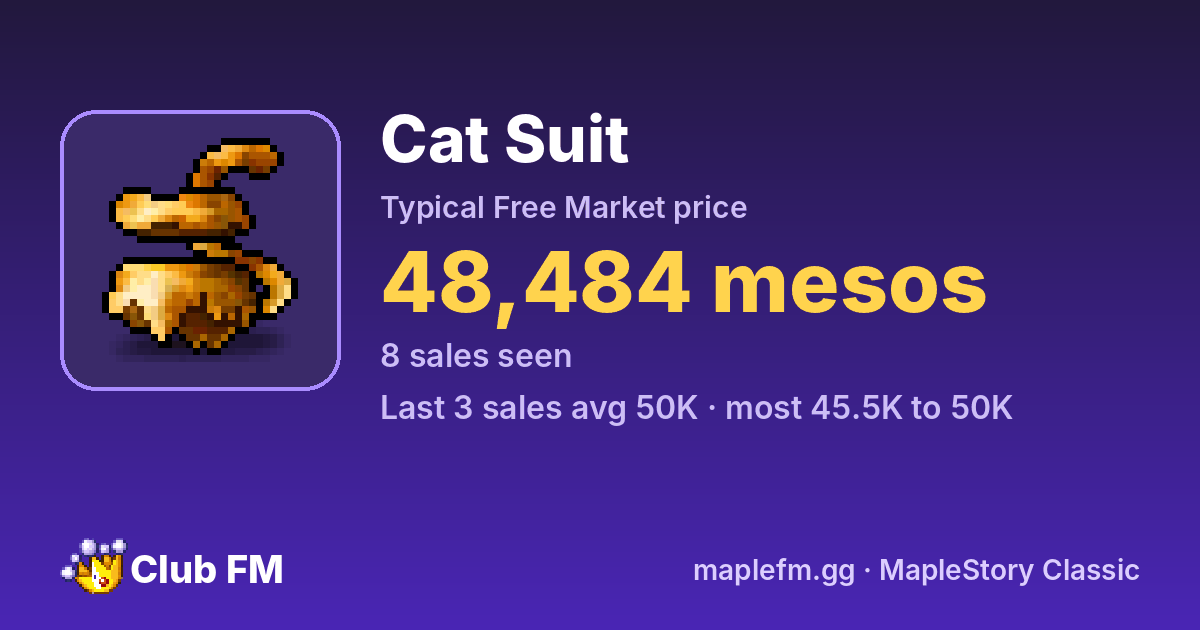 Cat Suit
Typical Free Market price
48,484 mesos
8 sales seen
Last 3 sales avg 50K · most 45.5K to 50K
Club FM
maplefm.gg · MapleStory Classic